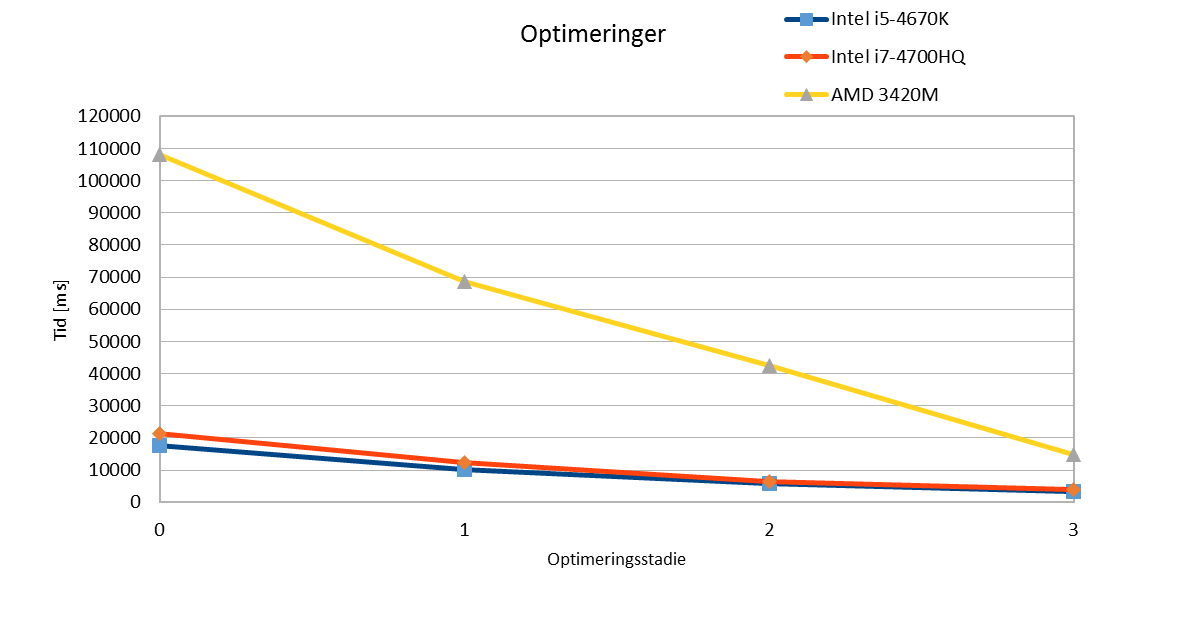 Optimeringer
Intel i5-4670K
Intel i7-4700HQ
AMD 3420M
120000
110000
100000
90000
80000
70000
60000
50000
40000
30000
20000
10000
0
Tid [ms]
0 1 2 3
Optimeringsstadie